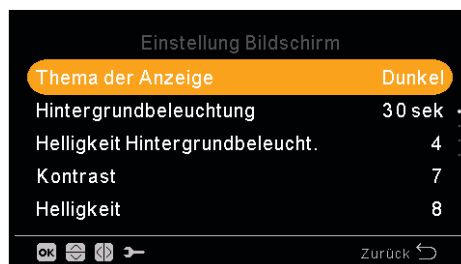 Einstellung Bildschirm
Thema der Anzeige Dunkel
Hintergrundbeleuchtung 30 sek
Helligkeit Hintergrundbeleucht. 4
Kontrast 7
Helligkeit 8
OK Zurück